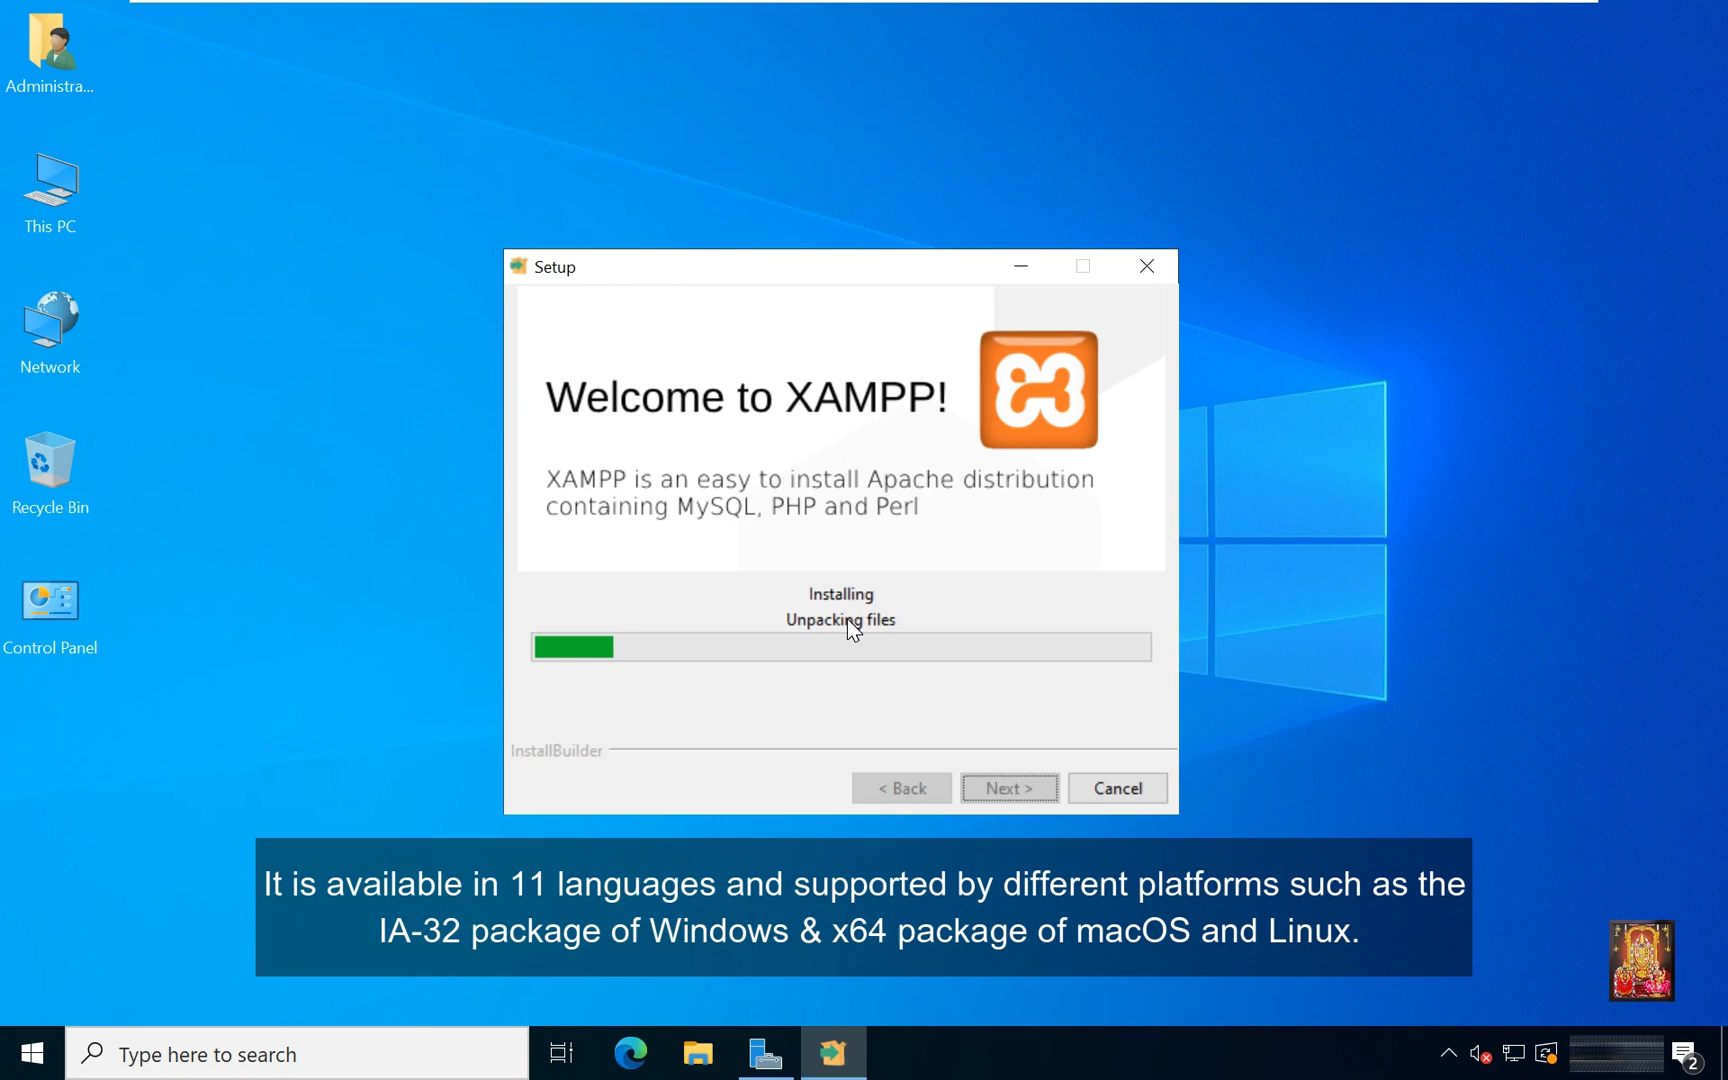 Administra...
This PC
Network
Recycle Bin
Control Panel
Setup
Welcome to XAMPP!
XAMPP is an easy to install Apache distribution
containing MySQL, PHP and Perl
Installing
Unpacking files
InstallBuilder
< Back
Next >
Cancel
It is available in 11 languages and supported by different platforms such as the
IA-32 package of Windows & x64 package of macOS and Linux.
Type here to search
2